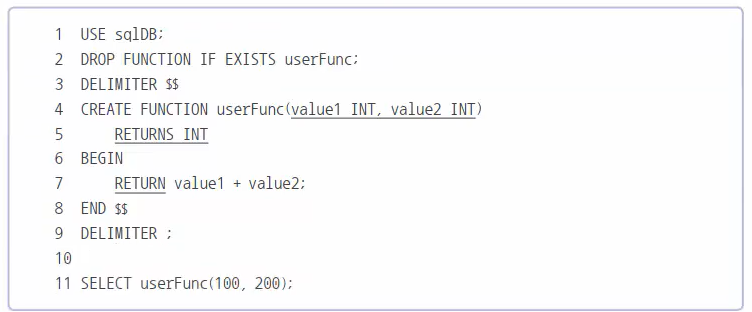 1 USE sqlDB;
2 DROP FUNCTION IF EXISTS userFunc;
3 DELIMITER $$
4 CREATE FUNCTION userFunc(value1 INT, value2 INT)
5 RETURNS INT
6 BEGIN
7 RETURN value1 + value2;
8 END $$
9 DELIMITER ;
10
11 SELECT userFunc(100, 200);